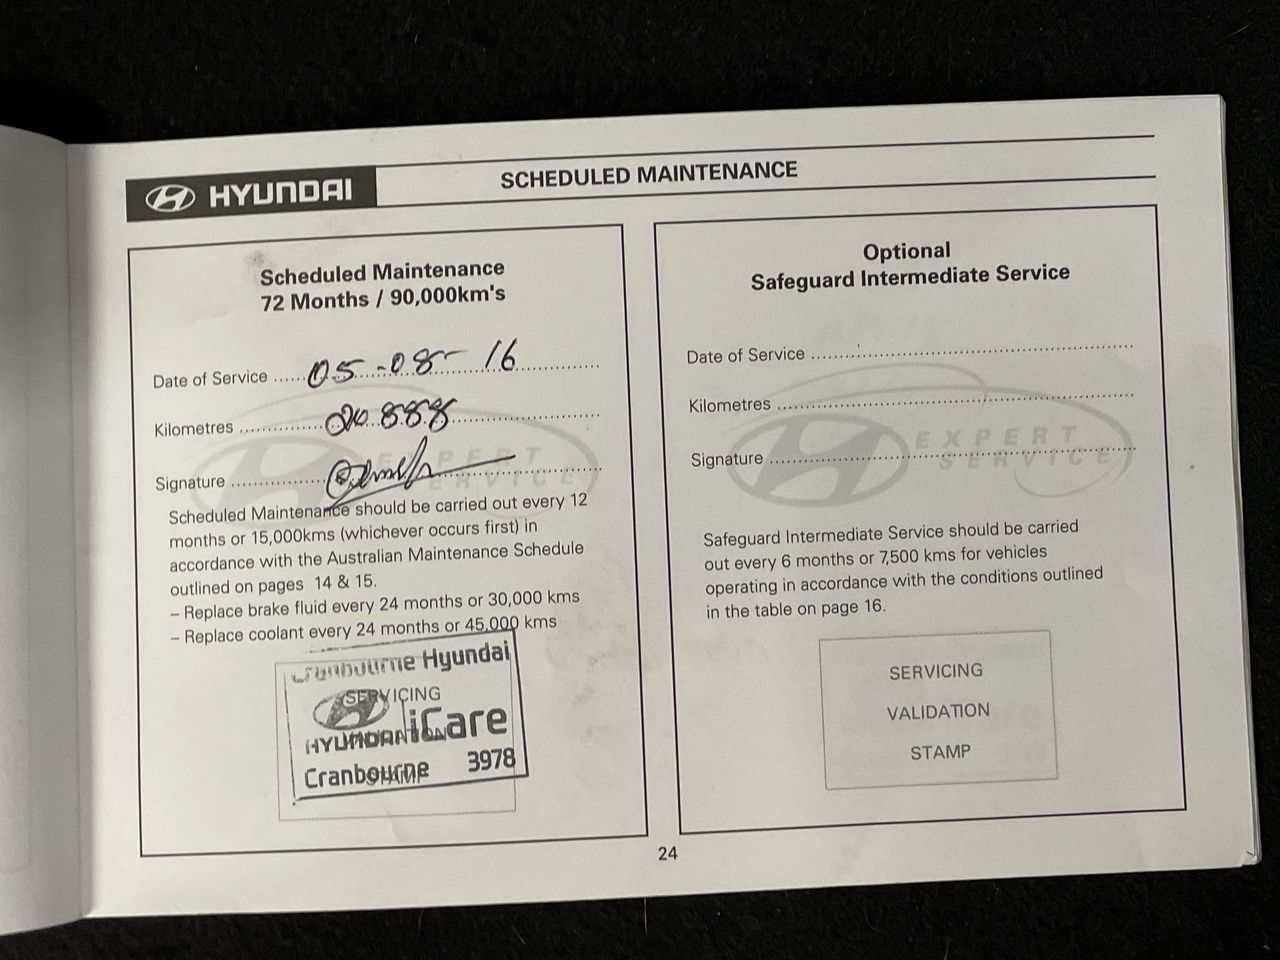 HYUNDAI
SCHEDULED MAINTENANCE
Scheduled Maintenance
72 Months / 90,000km's
Date of Service ...... 05-08-16
Kilometres
Signature
EXPERT
SERVICE
Scheduled Maintenance should be carried out every 12
months or 15,000kms (whichever occurs first) in
accordance with the Australian Maintenance Schedule
outlined on pages 14 & 15.
– Replace brake fluid every 24 months or 30,000 kms
– Replace coolant every 24 months or 45,000 kms
Cranbourne Hyundai
SERVICING
iCare
HYUNDAI
Cranbourne 3978
STAMP
Optional
Safeguard Intermediate Service
Date of Service
Kilometres
EXPERT
Signature
SERVICE
Safeguard Intermediate Service should be carried
out every 6 months or 7,500 kms for vehicles
operating in accordance with the conditions outlined
in the table on page 16.
SERVICING
VALIDATION
STAMP
24